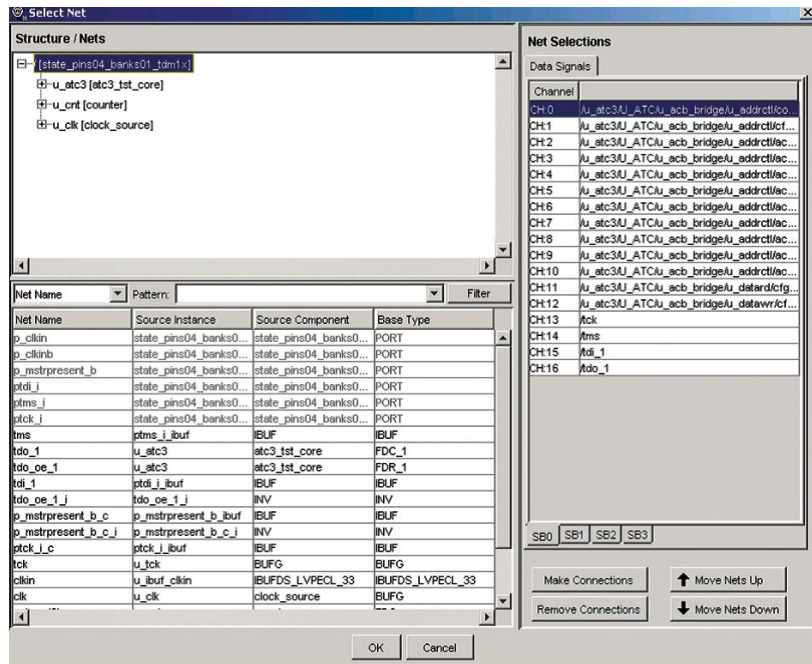 Select Net
Structure / Nets
/ [state_pins04_banks01_tdm1x]
u_atc3 [atc3_tst_core]
u_cnt [counter]
u_clk [clock_source]
Net Name Pattern: Filter
Net Name Source Instance Source Component Base Type
p_clkin state_pins04_banks0... state_pins04_banks0... PORT
p_clkinb state_pins04_banks0... state_pins04_banks0... PORT
p_mstrpresent_b state_pins04_banks0... state_pins04_banks0... PORT
ptdi_i state_pins04_banks0... state_pins04_banks0... PORT
ptms_i state_pins04_banks0... state_pins04_banks0... PORT
ptck_i state_pins04_banks0... state_pins04_banks0... PORT
tms ptms_i_ibuf IBUF IBUF
tdo_1 u_atc3 atc3_tst_core FDC_1
tdo_oe_1 u_atc3 atc3_tst_core FDR_1
tdi_1 ptdi_i_ibuf IBUF IBUF
tdo_oe_1_i tdo_oe_1_i INV INV
p_mstrpresent_b_c p_mstrpresent_b_ibuf IBUF IBUF
p_mstrpresent_b_c_i p_mstrpresent_b_c_i INV INV
ptck_i_c ptck_i_ibuf IBUF IBUF
tck u_tck BUFG BUFG
clkin u_ibuf_clkin IBUFDS_LVPECL_33 IBUFDS_LVPECL_33
clk u_clk clock_source BUFG
Net Selections
Data Signals
Channel
CH:0 /u_atc3/U_ATC/u_acb_bridge/u_addrctl/co...
CH:1 /u_atc3/U_ATC/u_acb_bridge/u_addrctl/cf...
CH:2 /u_atc3/U_ATC/u_acb_bridge/u_addrctl/ac...
CH:3 /u_atc3/U_ATC/u_acb_bridge/u_addrctl/ac...
CH:4 /u_atc3/U_ATC/u_acb_bridge/u_addrctl/ac...
CH:5 /u_atc3/U_ATC/u_acb_bridge/u_addrctl/ac...
CH:6 /u_atc3/U_ATC/u_acb_bridge/u_addrctl/ac...
CH:7 /u_atc3/U_ATC/u_acb_bridge/u_addrctl/ac...
CH:8 /u_atc3/U_ATC/u_acb_bridge/u_addrctl/ac...
CH:9 /u_atc3/U_ATC/u_acb_bridge/u_addrctl/ac...
CH:10 /u_atc3/U_ATC/u_acb_bridge/u_addrctl/ac...
CH:11 /u_atc3/U_ATC/u_acb_bridge/u_datard/cfg...
CH:12 /u_atc3/U_ATC/u_acb_bridge/u_datawr/cf...
CH:13 /tck
CH:14 /tms
CH:15 /tdi_1
CH:16 /tdo_1
SB0 SB1 SB2 SB3
Make Connections Move Nets Up
Remove Connections Move Nets Down
OK Cancel